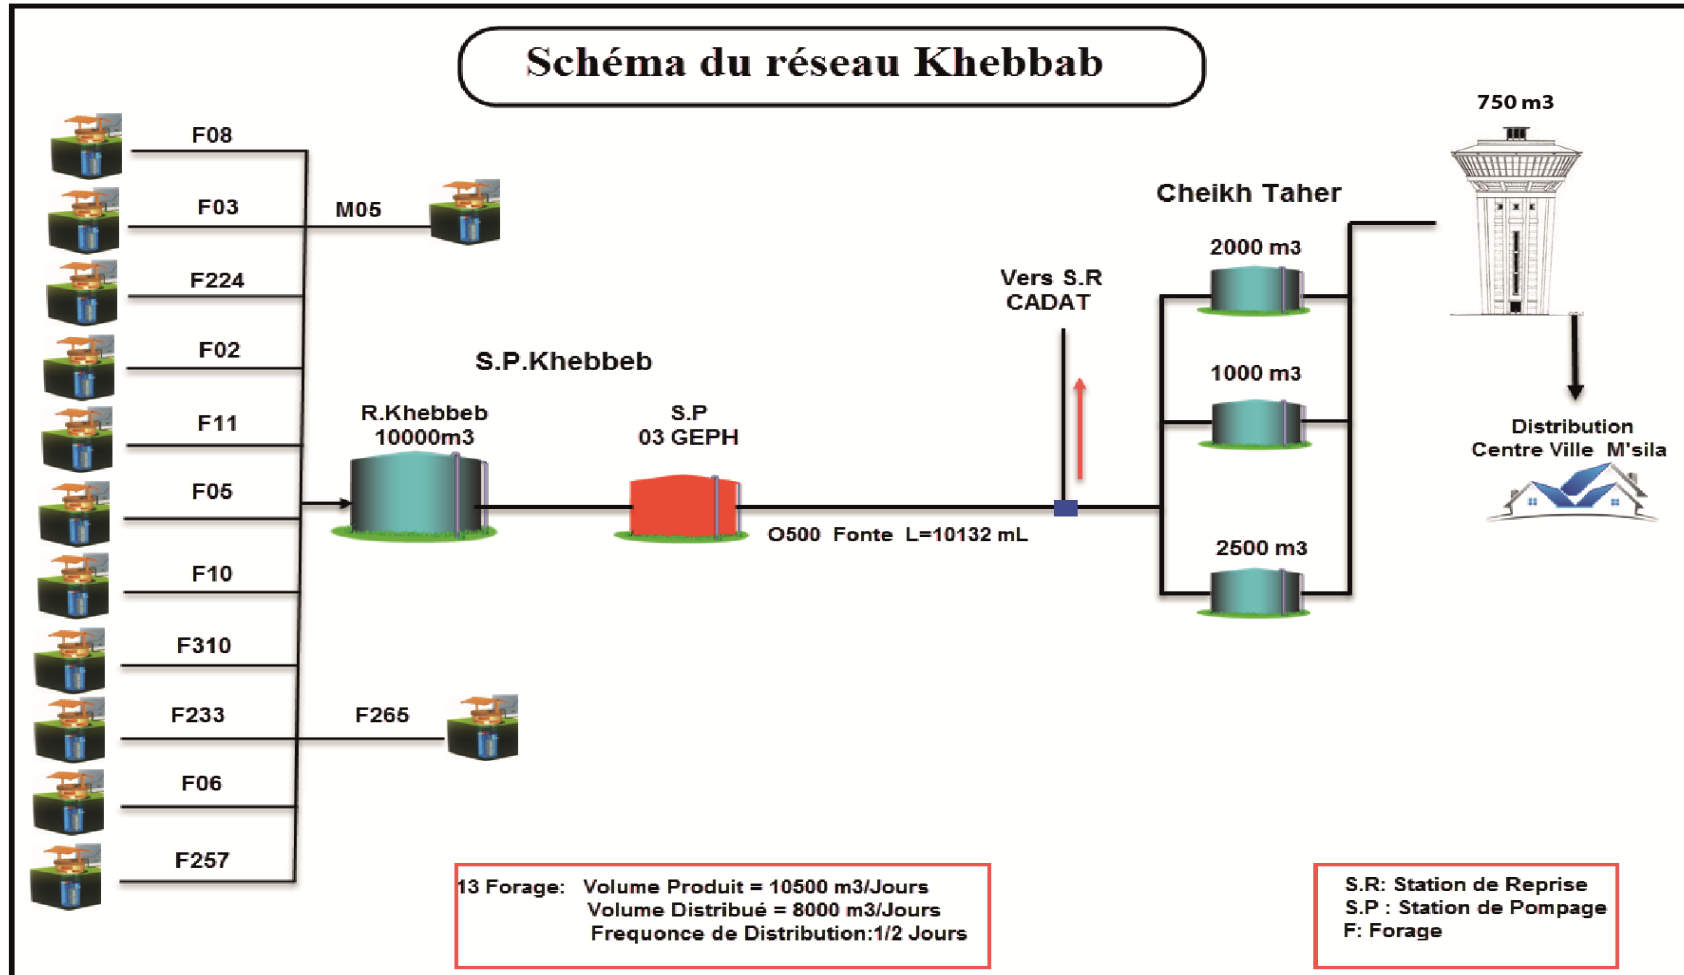 Schéma du réseau Khebbab
750 m3
F08
F03
M05
F224
F02
F11
F05
F10
F310
F233
F265
F06
F257
S.P.Khebbeb
R.Khebbeb
10000m3
S.P
03 GEPH
O500 Fonte L=10132 mL
Vers S.R
CADAT
Cheikh Taher
2000 m3
1000 m3
2500 m3
Distribution
Centre Ville M'sila
13 Forage: Volume Produit = 10500 m3/Jours
Volume Distribué = 8000 m3/Jours
Frequonce de Distribution:1/2 Jours
S.R: Station de Reprise
S.P : Station de Pompage
F: Forage